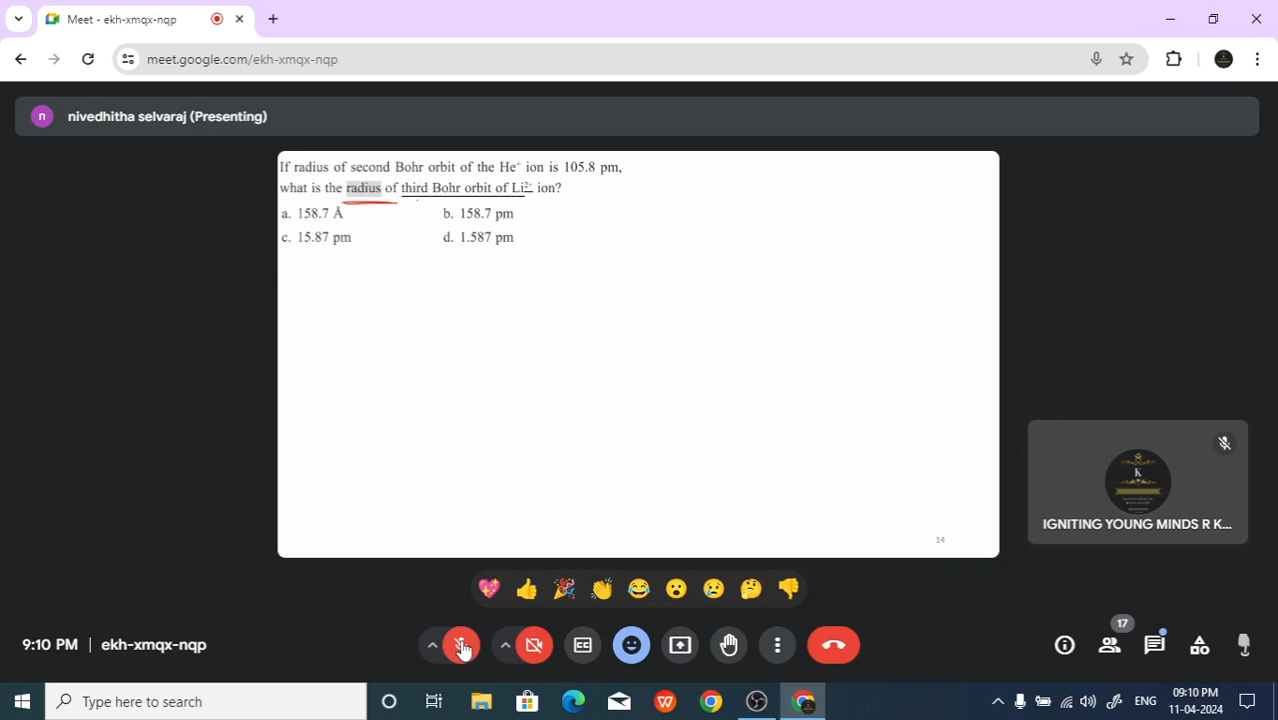 Meet - ekh-xmqx-nqp
meet.google.com/ekh-xmqx-nqp
n
nivedhitha selvaraj (Presenting)
If radius of second Bohr orbit of the He⁺ ion is 105.8 pm,
what is the radius of third Bohr orbit of Li²⁺ ion?
a. 158.7 Å b. 158.7 pm
c. 15.87 pm d. 1.587 pm
14
K
IGNITING YOUNG MINDS R K...
9:10 PM | ekh-xmqx-nqp
CC
17
Type here to search
W
ENG
09:10 PM
11-04-2024